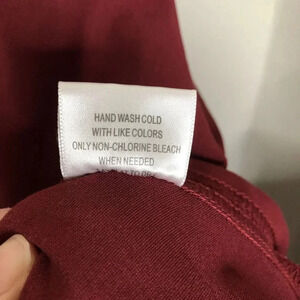 HAND WASH COLD
WITH LIKE COLORS
ONLY NON-CHLORINE BLEACH
WHEN NEEDED